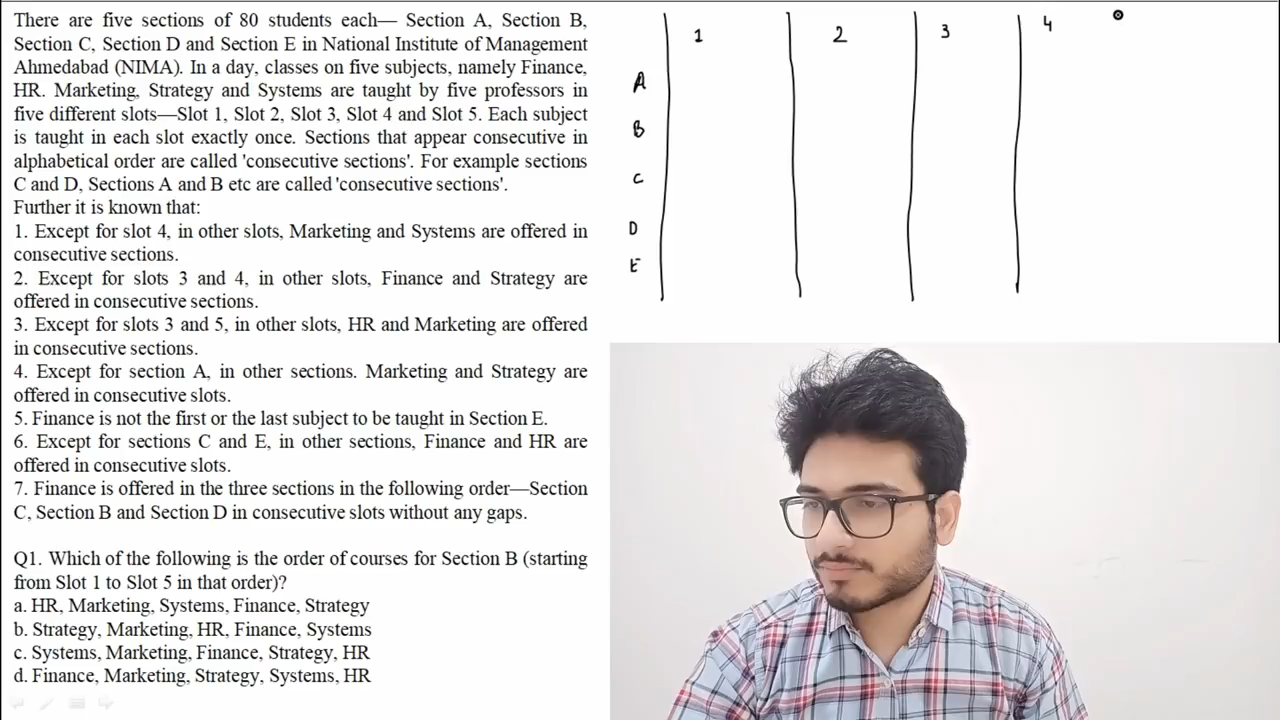 There are five sections of 80 students each— Section A, Section B,
Section C, Section D and Section E in National Institute of Management
Ahmedabad (NIMA). In a day, classes on five subjects, namely Finance,
HR. Marketing, Strategy and Systems are taught by five professors in
five different slots—Slot 1, Slot 2, Slot 3, Slot 4 and Slot 5. Each subject
is taught in each slot exactly once. Sections that appear consecutive in
alphabetical order are called 'consecutive sections'. For example sections
C and D, Sections A and B etc are called 'consecutive sections'.
Further it is known that:
1. Except for slot 4, in other slots, Marketing and Systems are offered in
consecutive sections.
2. Except for slots 3 and 4, in other slots, Finance and Strategy are
offered in consecutive sections.
3. Except for slots 3 and 5, in other slots, HR and Marketing are offered
in consecutive sections.
4. Except for section A, in other sections. Marketing and Strategy are
offered in consecutive slots.
5. Finance is not the first or the last subject to be taught in Section E.
6. Except for sections C and E, in other sections, Finance and HR are
offered in consecutive slots.
7. Finance is offered in the three sections in the following order—Section
C, Section B and Section D in consecutive slots without any gaps.
Q1. Which of the following is the order of courses for Section B (starting
from Slot 1 to Slot 5 in that order)?
a. HR, Marketing, Systems, Finance, Strategy
b. Strategy, Marketing, HR, Finance, Systems
c. Systems, Marketing, Finance, Strategy, HR
d. Finance, Marketing, Strategy, Systems, HR
1 2 3 4
A
B
C
D
E